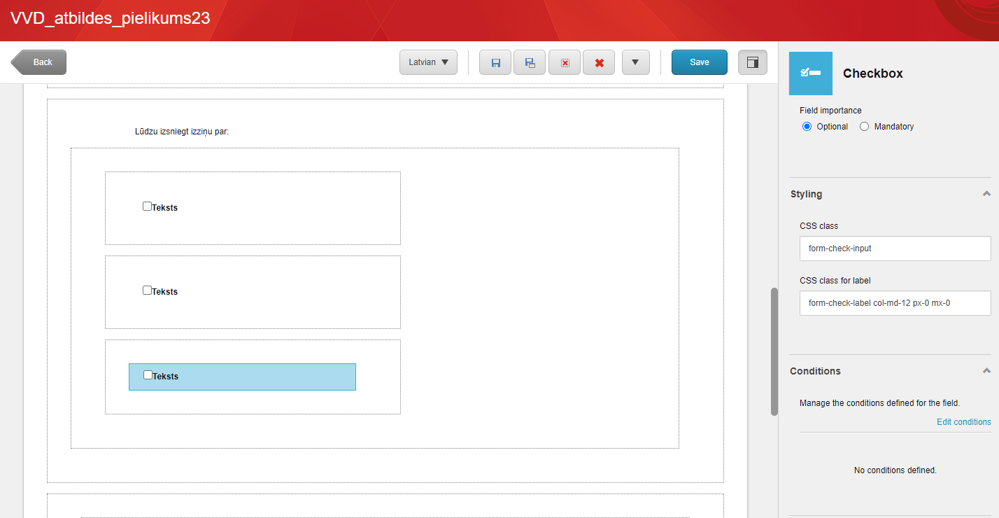 VVD_atbildes_pielikums23
Back
Latvian
Save
Checkbox
Field importance
Optional Mandatory
Lūdzu izsniegt izziņu par:
Teksts
Teksts
Teksts
Styling
CSS class
form-check-input
CSS class for label
form-check-label col-md-12 px-0 mx-0
Conditions
Manage the conditions defined for the field.
Edit conditions
No conditions defined.